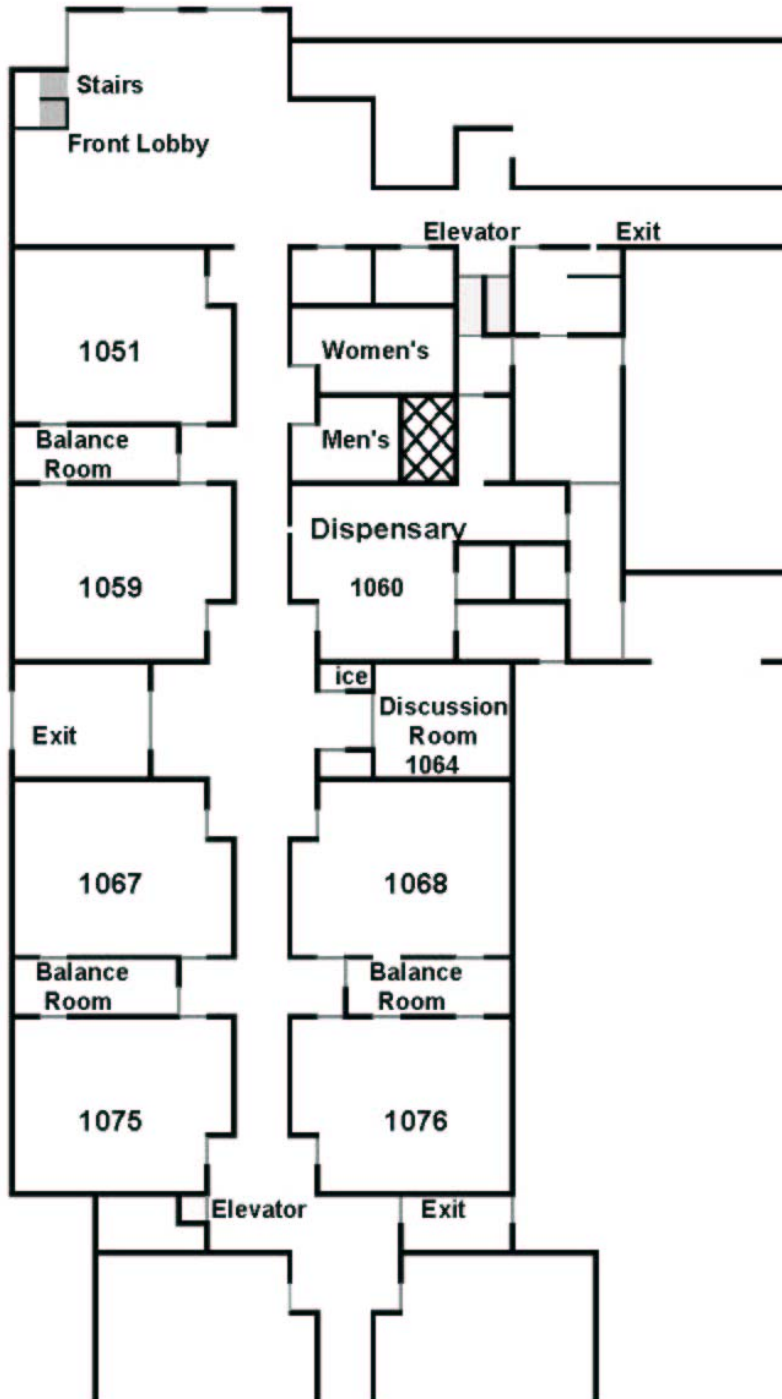 Stairs
Front Lobby
Elevator
Exit
1051
Women's
Balance
Room
Men's
Dispensary
1059
1060
ice
Exit
Discussion
Room
1064
1067
1068
Balance
Room
Balance
Room
1075
1076
Elevator
Exit